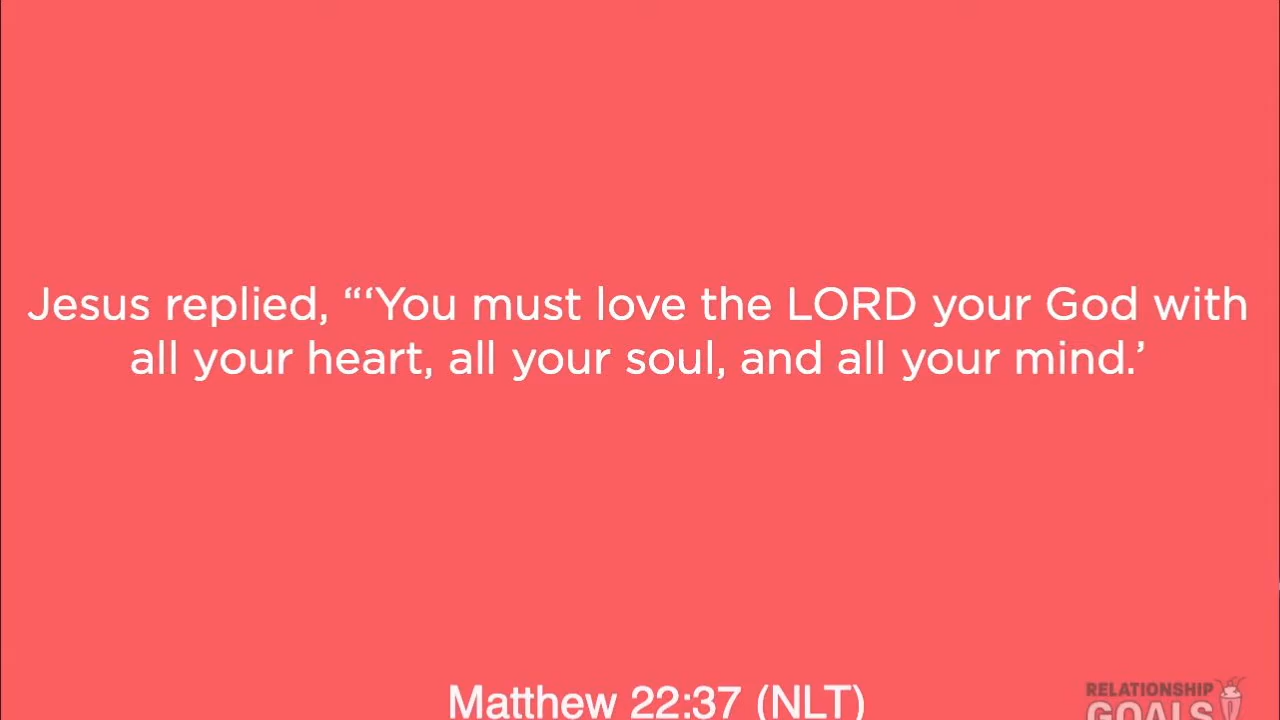 Jesus replied, “‘You must love the LORD your God with
all your heart, all your soul, and all your mind.’
Matthew 22:37 (NLT)
RELATIONSHIP
GOALS